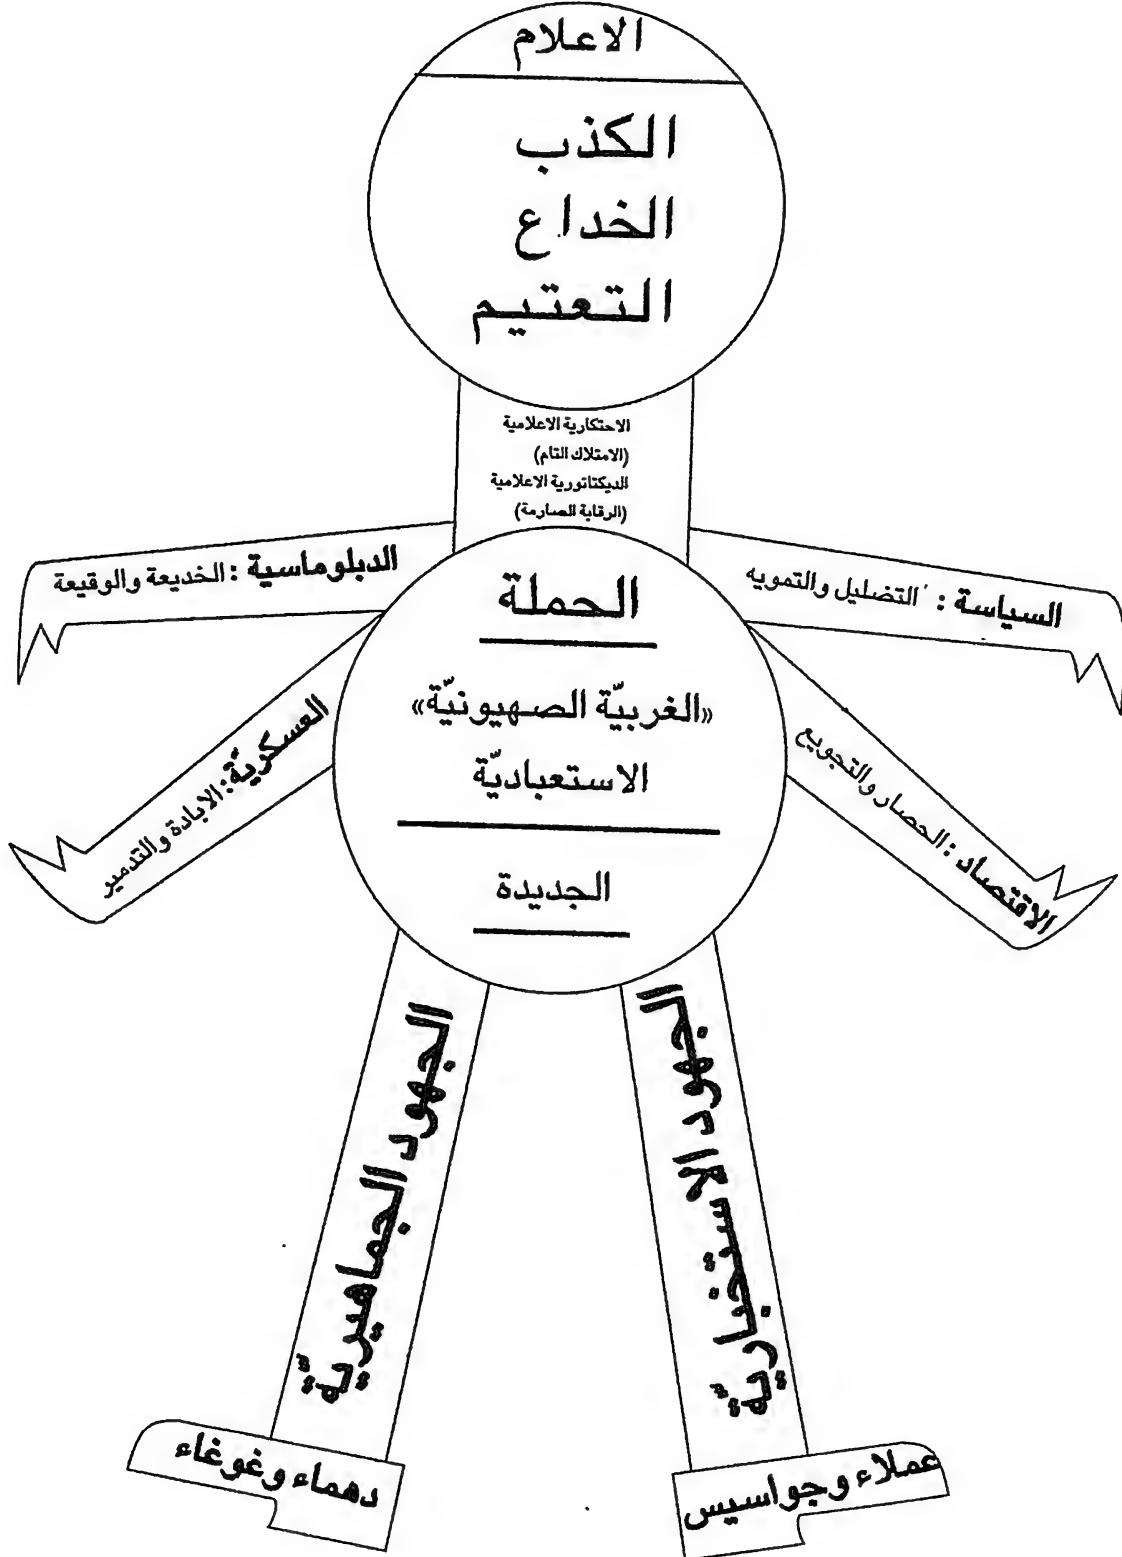 الاعلام
الكذب
الخداع
التعتيم
الاحتكارية الاعلامية
(الامتلاك التام)
الديكتاتورية الاعلامية
(الرقابة الصارمة)
السياسة : التضليل والتمويه
الدبلوماسية : الخديعة والوقيعة
الحملة
«الغربيّة الصهيونيّة»
الاستعباديّة
الجديدة
الاقتصاد : الحصار والتجويع
العسكريّة : الابادة والتدمير
الجهود الاستخباريّة
الجهود الجماهيريّة
عملاء وجواسيس
دهماء وغوغاء